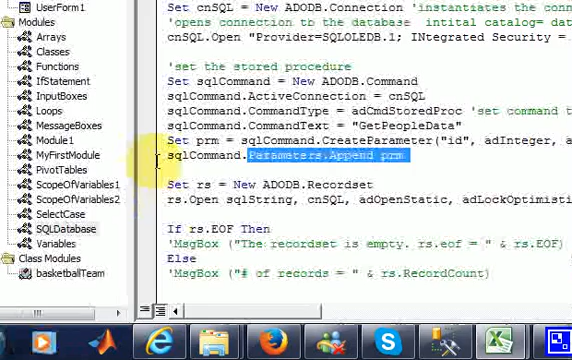 UserForm1
Modules
Arrays
Classes
Functions
IfStatement
InputBoxes
Loops
MessageBoxes
Module1
MyFirstModule
PivotTables
ScopeOfVariables1
ScopeOfVariables2
SelectCase
SQLDatabase
Variables
Class Modules
basketballTeam
Set cnSQL = New ADODB.Connection 'instantiates the conn
'opens connection to the database  intital catalog= dat
cnSQL.Open "Provider=SQLOLEDB.1; INtegrated Security =
'set the stored procedure
Set sqlCommand = New ADODB.Command
sqlCommand.ActiveConnection = cnSQL
sqlCommand.CommandType = adCmdStoredProc 'set command t
sqlCommand.CommandText = "GetPeopleData"
Set prm = sqlCommand.CreateParameter("id", adInteger, a
sqlCommand.Parameters.Append prm
Set rs = New ADODB.Recordset
rs.Open sqlString, cnSQL, adOpenStatic, adLockOptimisti
If rs.EOF Then
'MsgBox ("The recordset is empty. rs.eof = " & rs.EOF)
Else
'MsgBox ("# of records = " & rs.RecordCount)